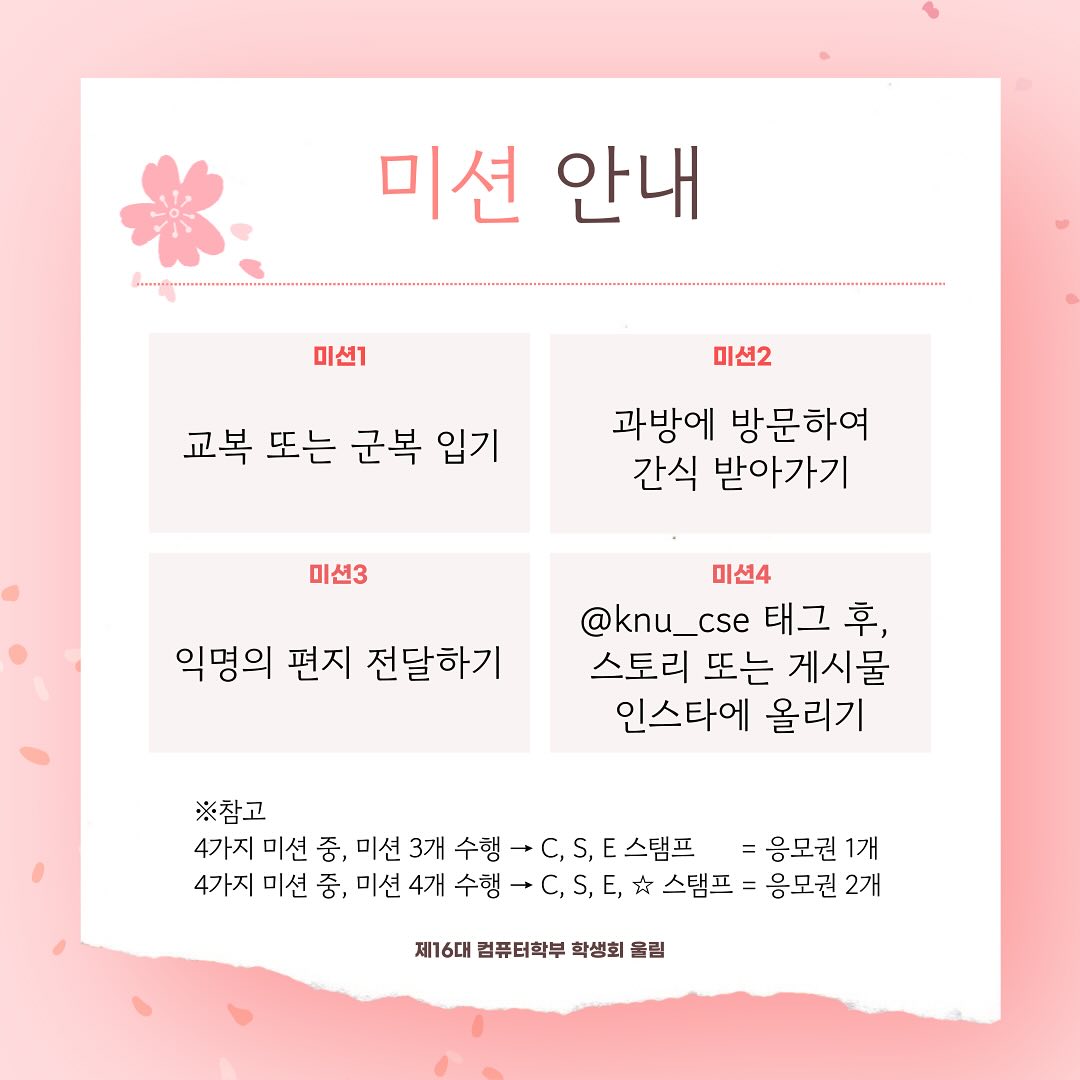 미션 안내
미션1
교복 또는 군복 입기
미션2
과방에 방문하여
간식 받아가기
미션3
익명의 편지 전달하기
미션4
@knu_cse 태그 후,
스토리 또는 게시물
인스타에 올리기
※참고
4가지 미션 중, 미션 3개 수행 → C, S, E 스탬프 = 응모권 1개
4가지 미션 중, 미션 4개 수행 → C, S, E, ☆ 스탬프 = 응모권 2개
제16대 컴퓨터학부 학생회 울림